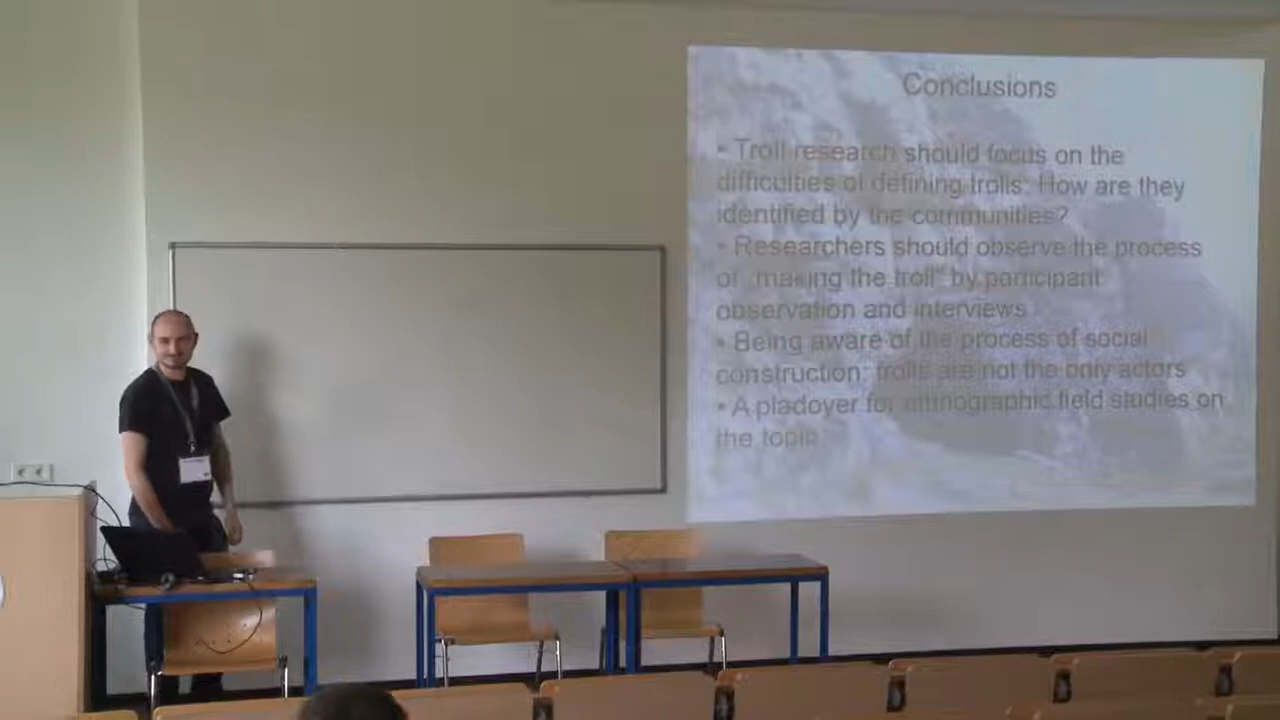 Conclusions
• Troll research should focus on the
difficulties of defining trolls: How are they
identified by the communities?
• Researchers should observe the process
of "making the troll" by participant
observation and interviews
• Being aware of the process of social
construction; trolls are not the only actors
• A pladoyer for ethnographic field studies on
the topic